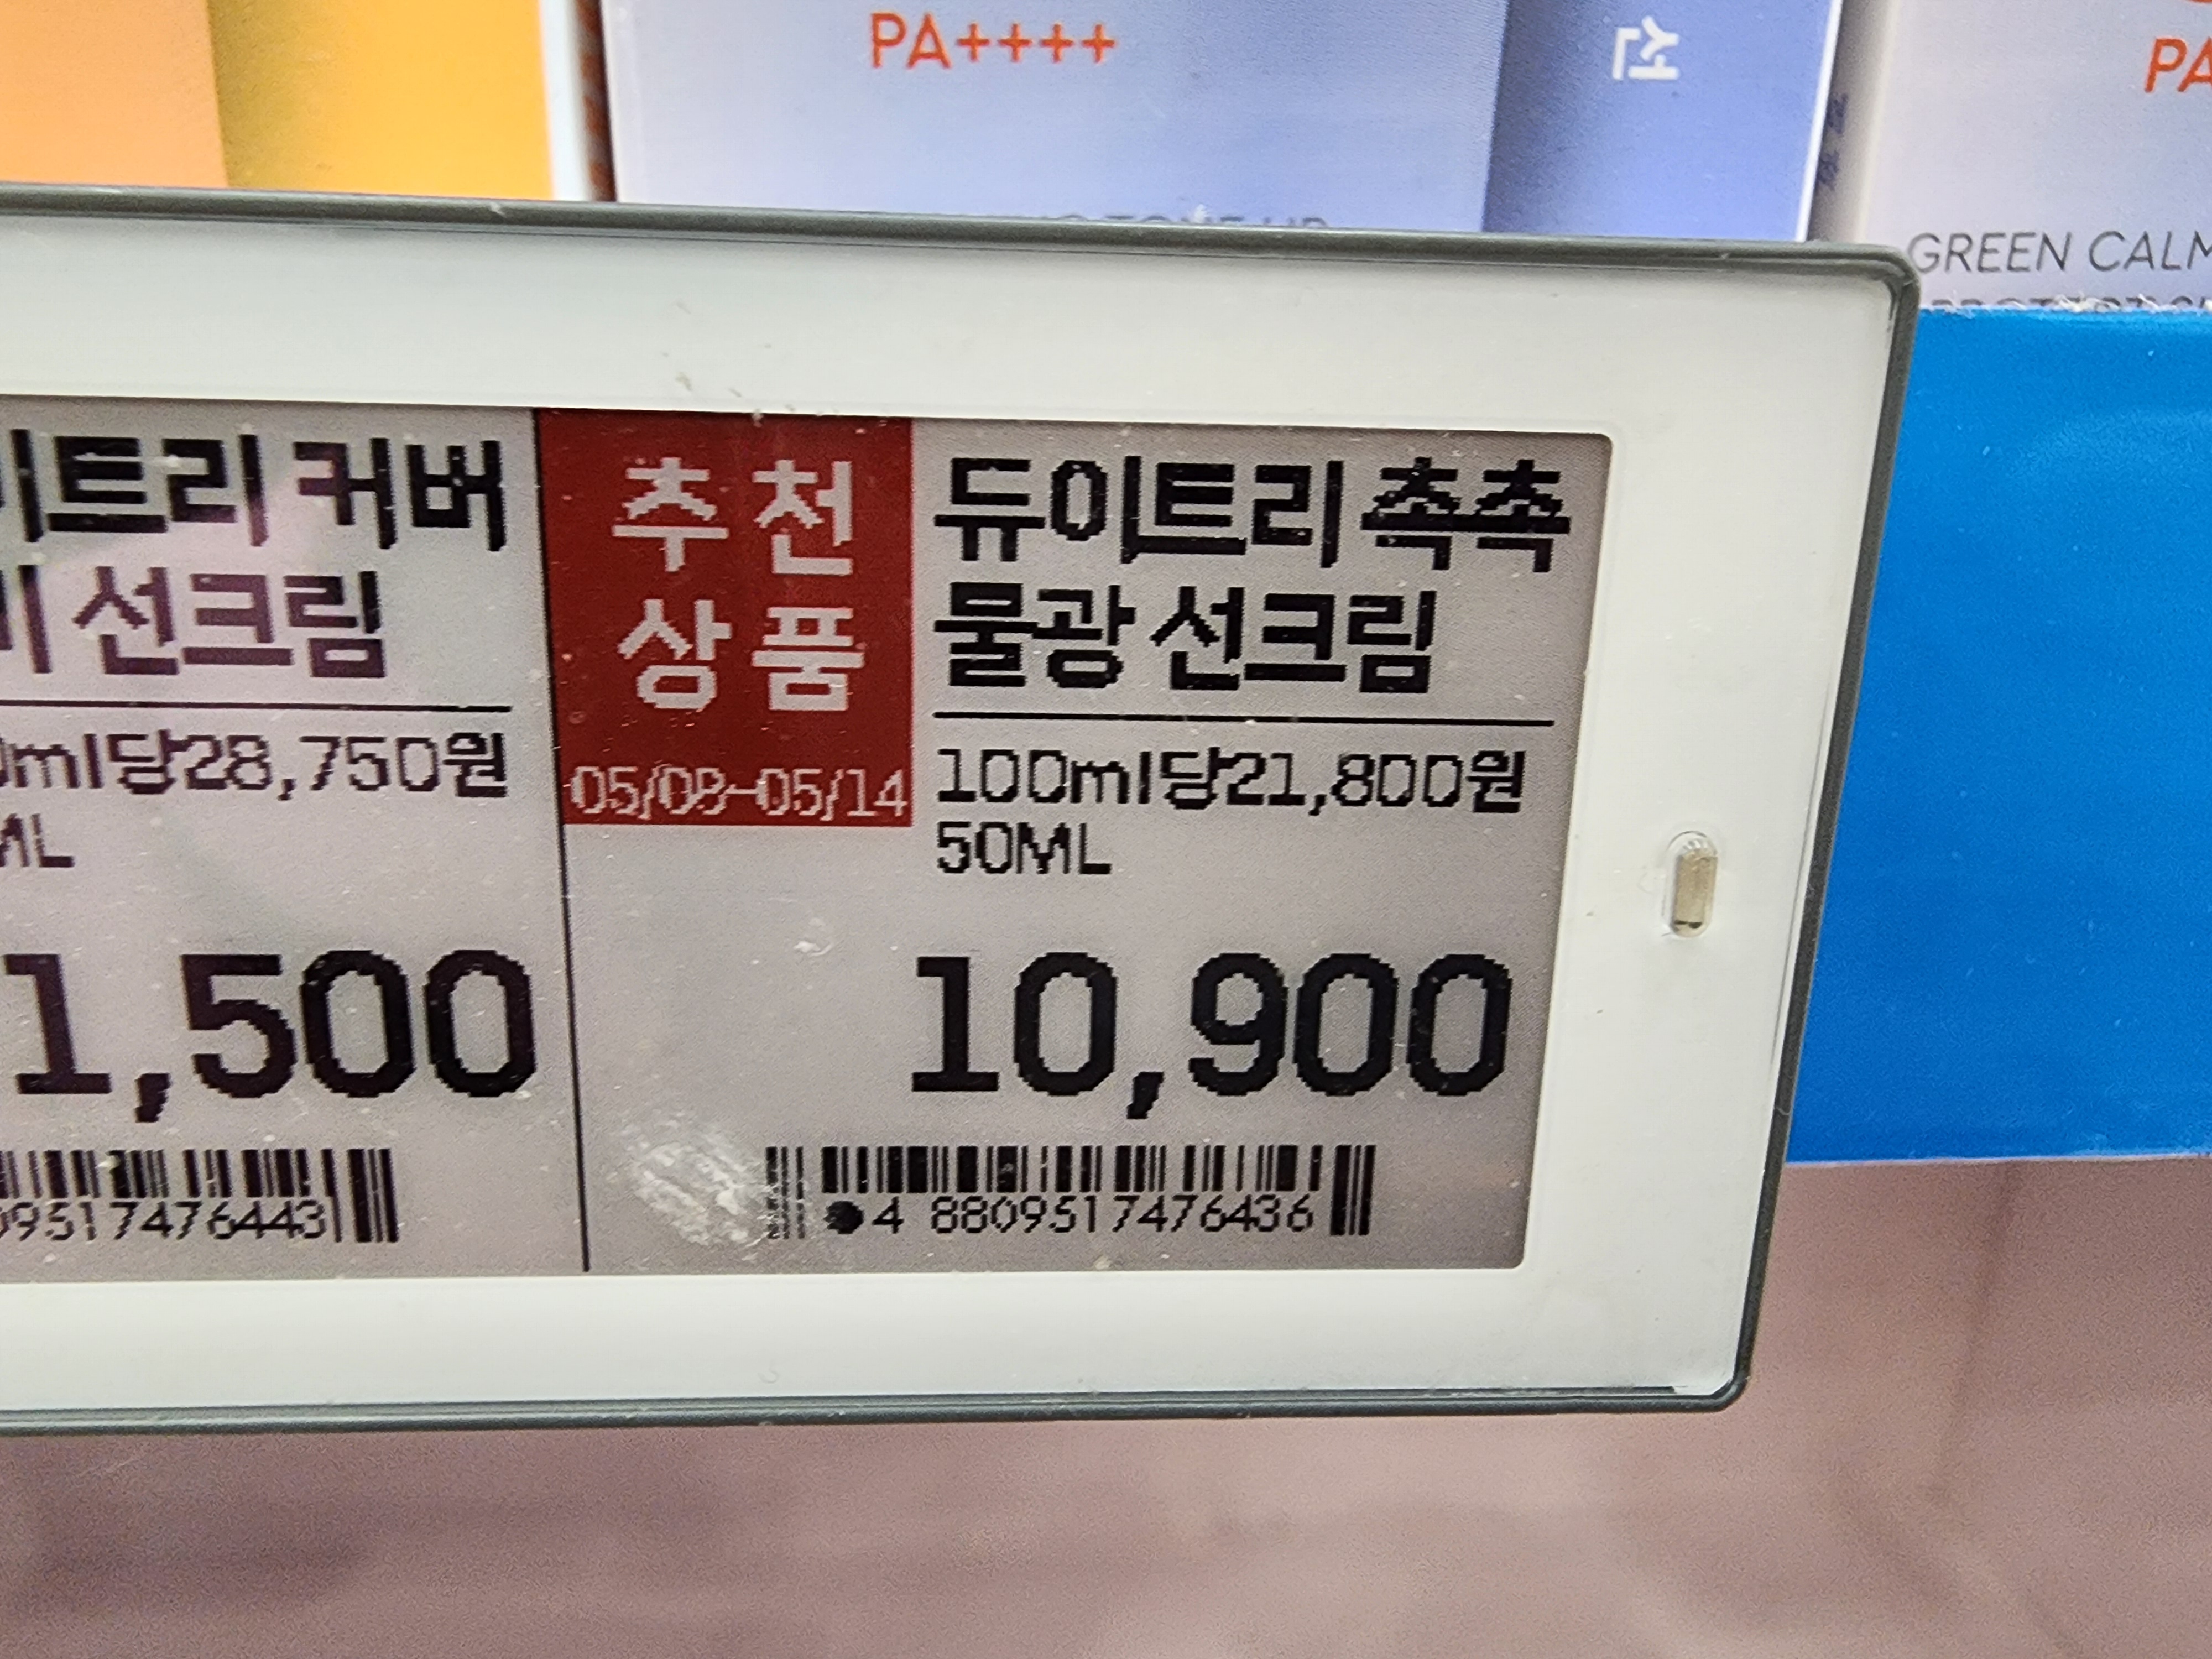 PA++++
소
PA
GREEN CALM
이트리 커버
선크림
ml당28,750원
ML
1,500
09517476443
추천
상품
05/08-05/14
듀이트리 촉촉
물광 선크림
100ml당21,800원
50ML
10,900
4 8809517476436